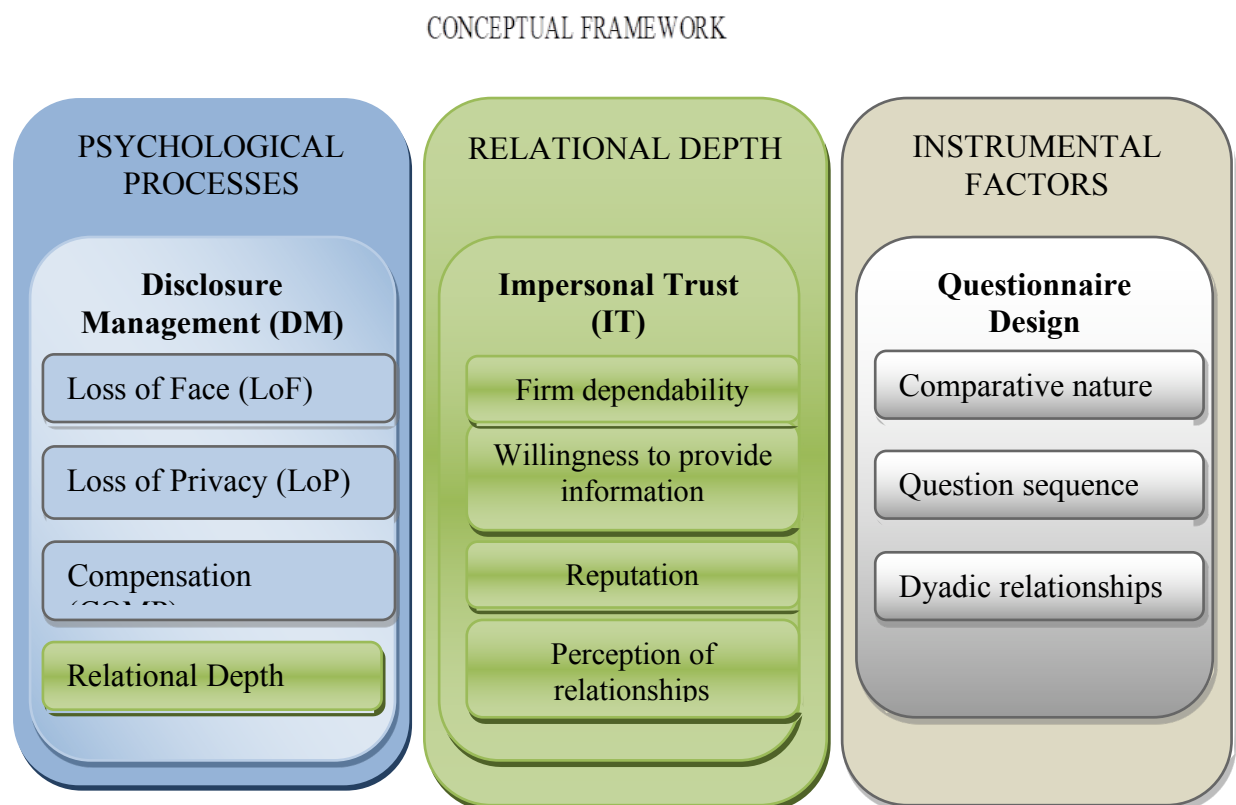 CONCEPTUAL FRAMEWORK
PSYCHOLOGICAL
PROCESSES
Disclosure
Management (DM)
Loss of Face (LoF)
Loss of Privacy (LoP)
Compensation
Relational Depth
RELATIONAL DEPTH
Impersonal Trust
(IT)
Firm dependability
Willingness to provide
information
Reputation
Perception of
relationships
INSTRUMENTAL
FACTORS
Questionnaire
Design
Comparative nature
Question sequence
Dyadic relationships